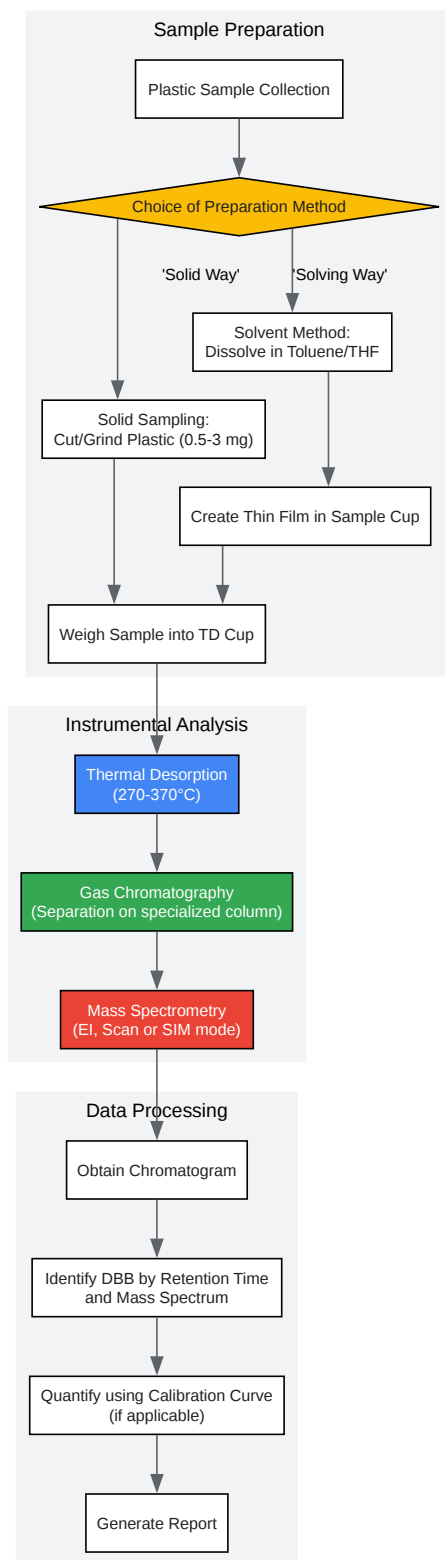 Sample Preparation
Plastic Sample Collection
Choice of Preparation Method
'Solid Way'
'Solving Way'
Solvent Method:
Dissolve in Toluene/THF
Solid Sampling:
Cut/Grind Plastic (0.5-3 mg)
Create Thin Film in Sample Cup
Weigh Sample into TD Cup
Instrumental Analysis
Thermal Desorption
(270-370°C)
Gas Chromatography
(Separation on specialized column)
Mass Spectrometry
(EI, Scan or SIM mode)
Data Processing
Obtain Chromatogram
Identify DBB by Retention Time
and Mass Spectrum
Quantify using Calibration Curve
(if applicable)
Generate Report